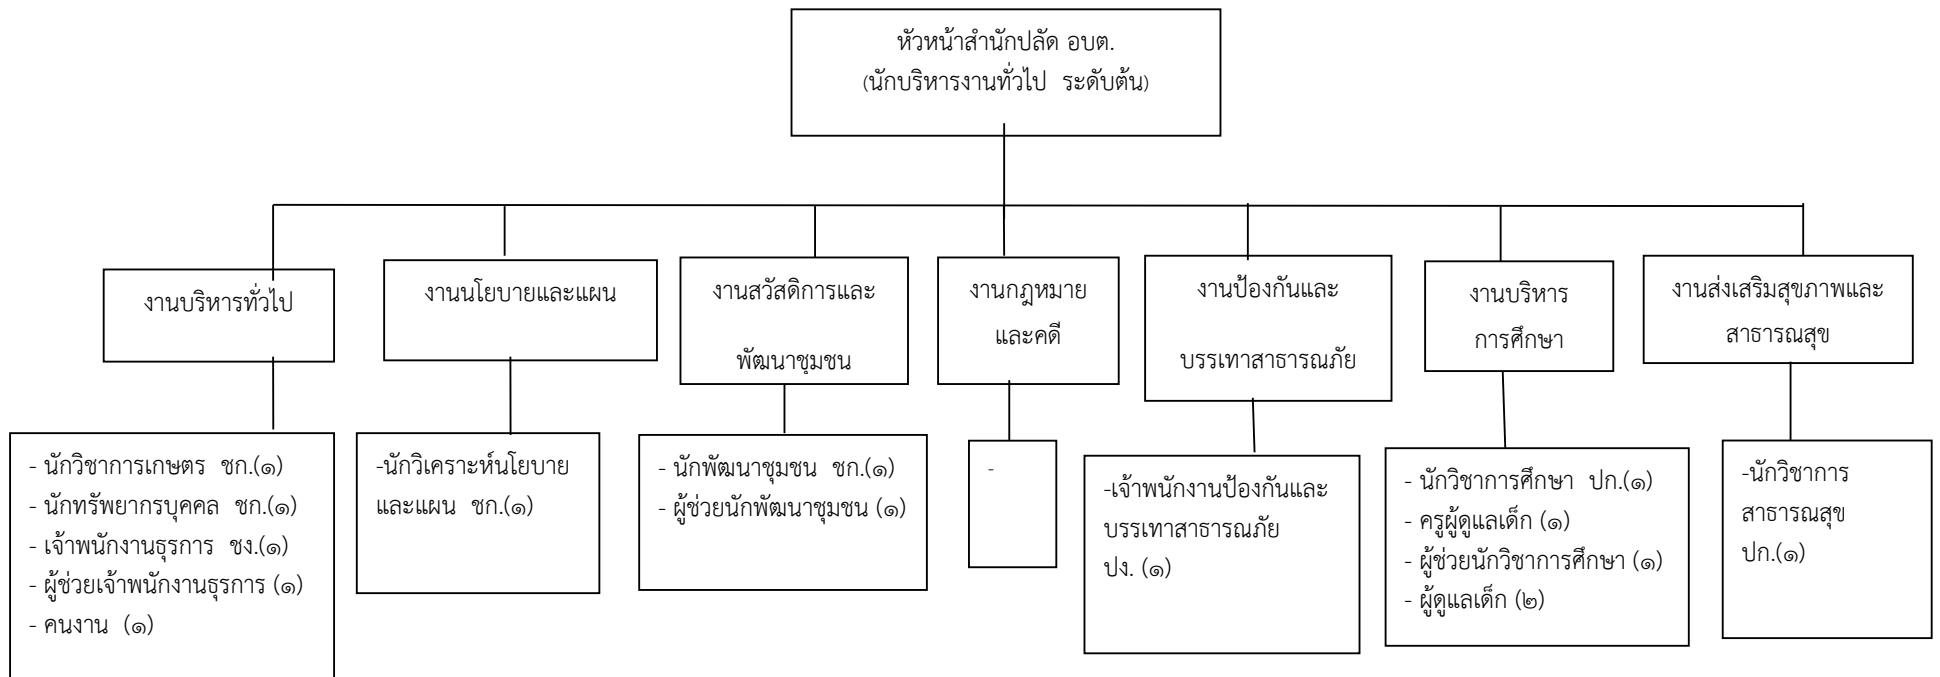 หัวหน้าสำนักปลัด อบต.
(นักบริหารงานทั่วไป ระดับต้น)
งานบริหารทั่วไป
งานนโยบายและแผน
งานสวัสดิการและ
พัฒนาชุมชน
งานกฎหมาย
และคดี
งานป้องกันและ
บรรเทาสาธารณภัย
งานบริหาร
การศึกษา
งานส่งเสริมสุขภาพและ
สาธารณสุข
- นักวิชาการเกษตร ชก.(๑)
- นักทรัพยากรบุคคล ชก.(๑)
- เจ้าพนักงานธุรการ ชง.(๑)
- ผู้ช่วยเจ้าพนักงานธุรการ (๑)
- คนงาน (๑)
-นักวิเคราะห์นโยบาย
และแผน ชก.(๑)
- นักพัฒนาชุมชน ชก.(๑)
- ผู้ช่วยนักพัฒนาชุมชน (๑)
-
-เจ้าพนักงานป้องกันและ
บรรเทาสาธารณภัย
ปง. (๑)
- นักวิชาการศึกษา ปก.(๑)
- ครูผู้ดูแลเด็ก (๑)
- ผู้ช่วยนักวิชาการศึกษา (๑)
- ผู้ดูแลเด็ก (๒)
-นักวิชาการ
สาธารณสุข
ปก.(๑)